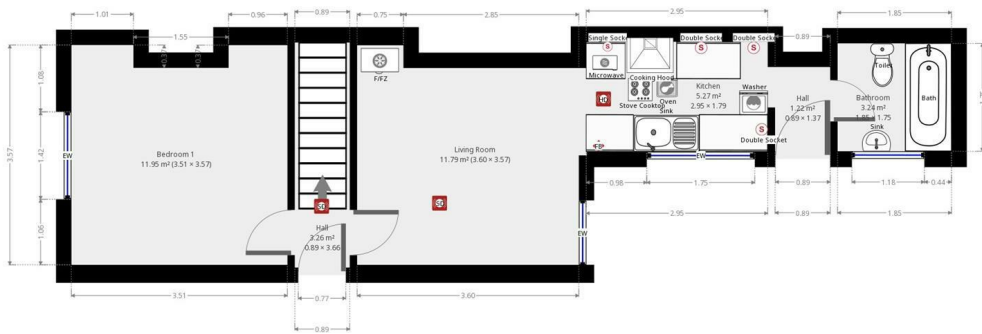 1.01
0.96
0.89
0.75
2.85
2.95
0.89
1.85
1.55
0.37
0.37
1.08
1.42
1.06
3.57
EW
Bedroom 1
11.95 m² (3.51 × 3.57)
3.51
SD
Hall
3.26 m²
0.89 × 3.66
0.77
0.89
F/FZ
Living Room
11.79 m² (3.60 × 3.57)
3.60
EW
Single Socket
S
Microwave
Cooking Hood
Stove Cooktop
Oven
Sink
Double Socket
S
Double Socket
S
Kitchen
5.27 m²
2.95 × 1.79
Washer
S
Double Socket
EW
0.98
1.75
2.95
Hall
1.22 m²
0.89 × 1.37
0.89
0.89
Toilet
Bathroom
3.24 m²
1.85 × 1.75
Sink
Bath
1.18
0.44
1.85